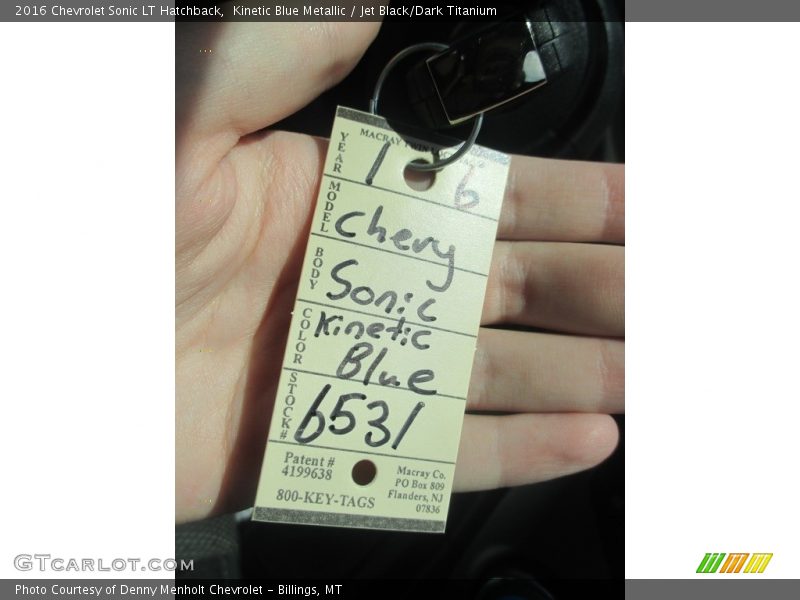 2016 Chevrolet Sonic LT Hatchback, Kinetic Blue Metallic / Jet Black/Dark Titanium
MACRAY TWIN
YEAR 1 6
MODEL Chevy
BODY Sonic
COLOR Kinetic
Blue
STOCK# 6531
Patent #
4199638
800-KEY-TAGS
Macray Co.
PO Box 809
Flanders, NJ
07836
GTCARLOT.COM
Photo Courtesy of Denny Menholt Chevrolet - Billings, MT